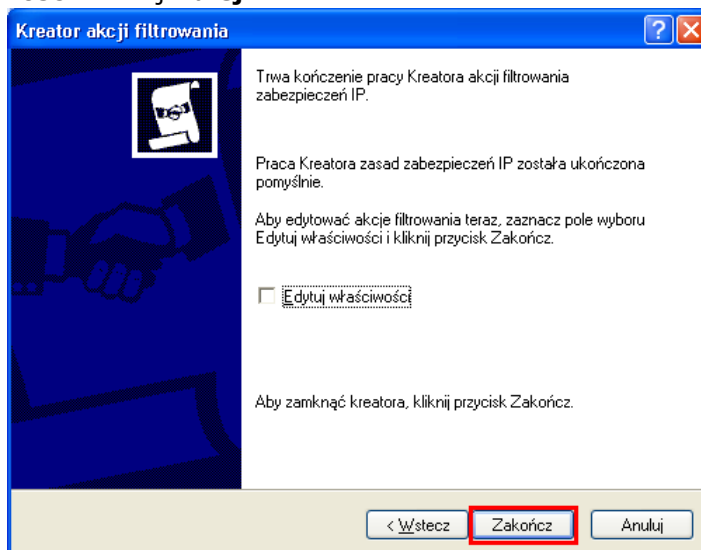 Kreator akcji filtrowania
Trwa kończenie pracy Kreatora akcji filtrowania
zabezpieczeń IP.
Praca Kreatora zasad zabezpieczeń IP została ukończona
pomyślnie.
Aby edytować akcje filtrowania teraz, zaznacz pole wyboru
Edytuj właściwości i kliknij przycisk Zakończ.
Edytuj właściwości
Aby zamknąć kreatora, kliknij przycisk Zakończ.
< Wstecz Zakończ Anuluj